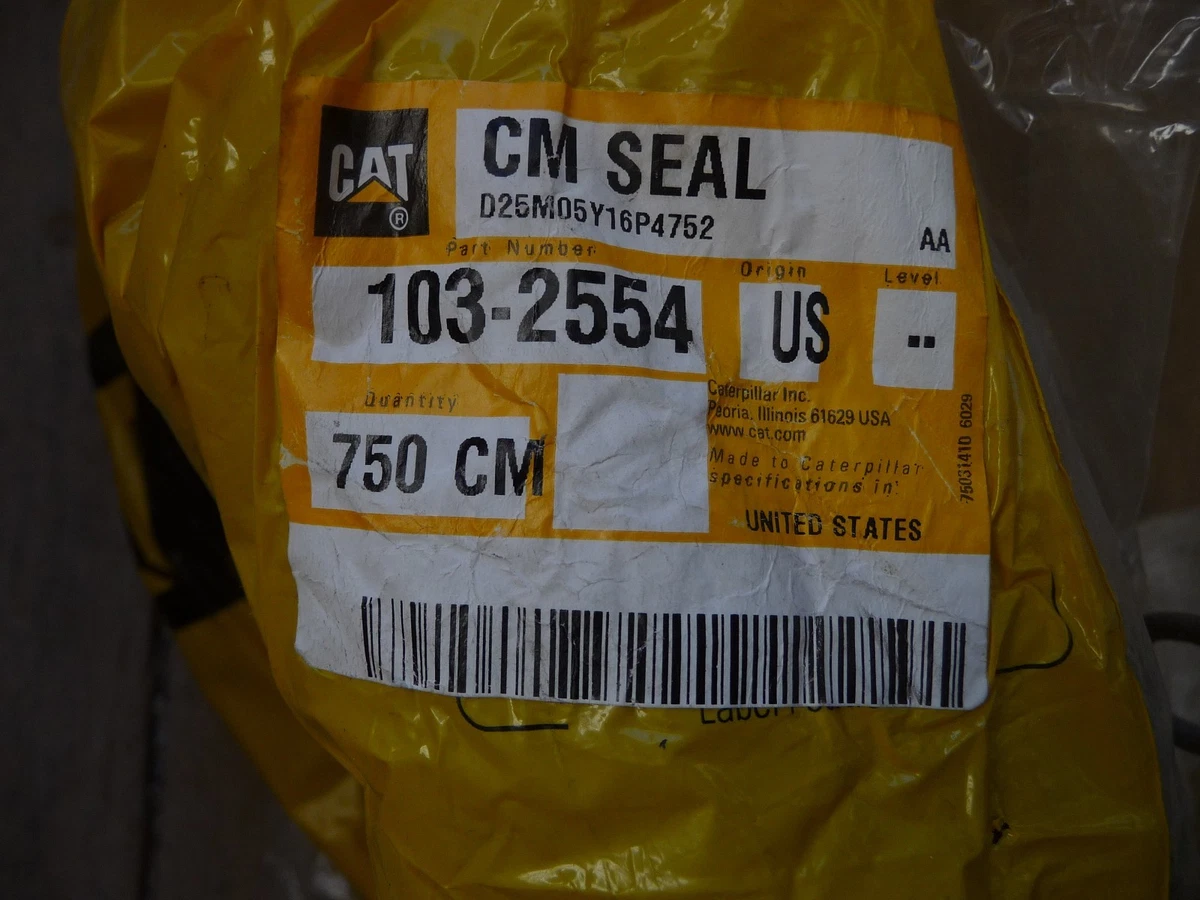 CAT
®
CM SEAL
D25M05Y16P4752
AA
Part Number
Origin
Level
103-2554
US
--
Quantity
750 CM
Caterpillar Inc.
Peoria, Illinois 61629 USA
www.cat.com
Made to Caterpillar
specifications in:
UNITED STATES
75031410 6029
Label